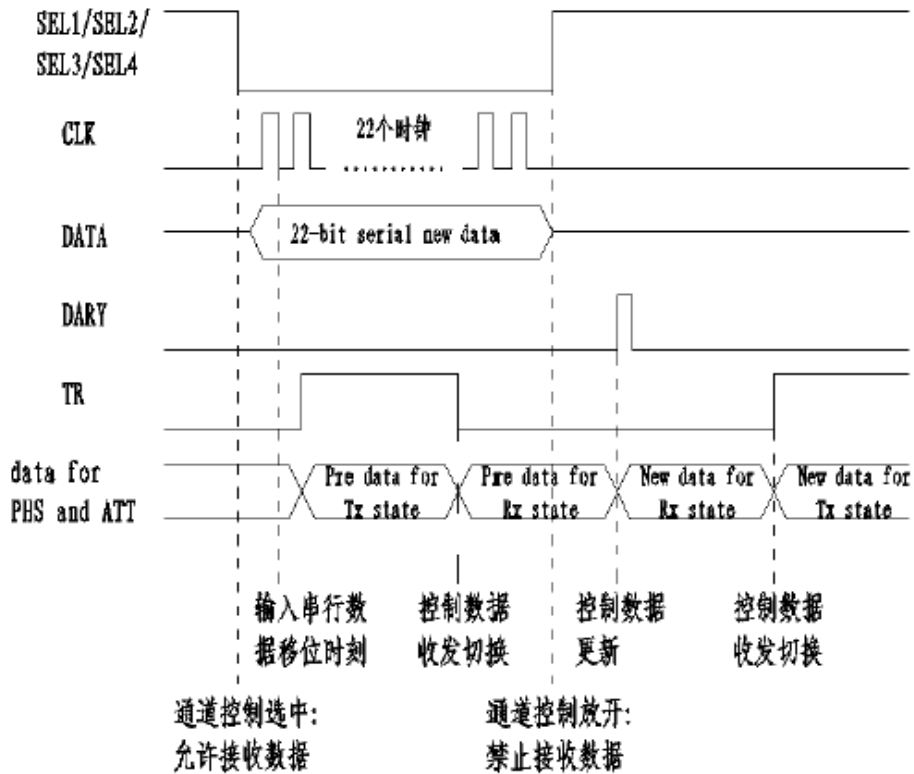 SEL1/SEL2/
SEL3/SEL4
CLK
22个时钟
DATA
22-bit serial new data
DARY
TR
data for
PHS and ATT
Pre data for
Tx state
Pre data for
Rx state
New data for
Rx state
New data for
Tx state
输入串行数
据移位时刻
控制数据
收发切换
控制数据
更新
控制数据
收发切换
通道控制选中:
允许接收数据
通道控制放开:
禁止接收数据